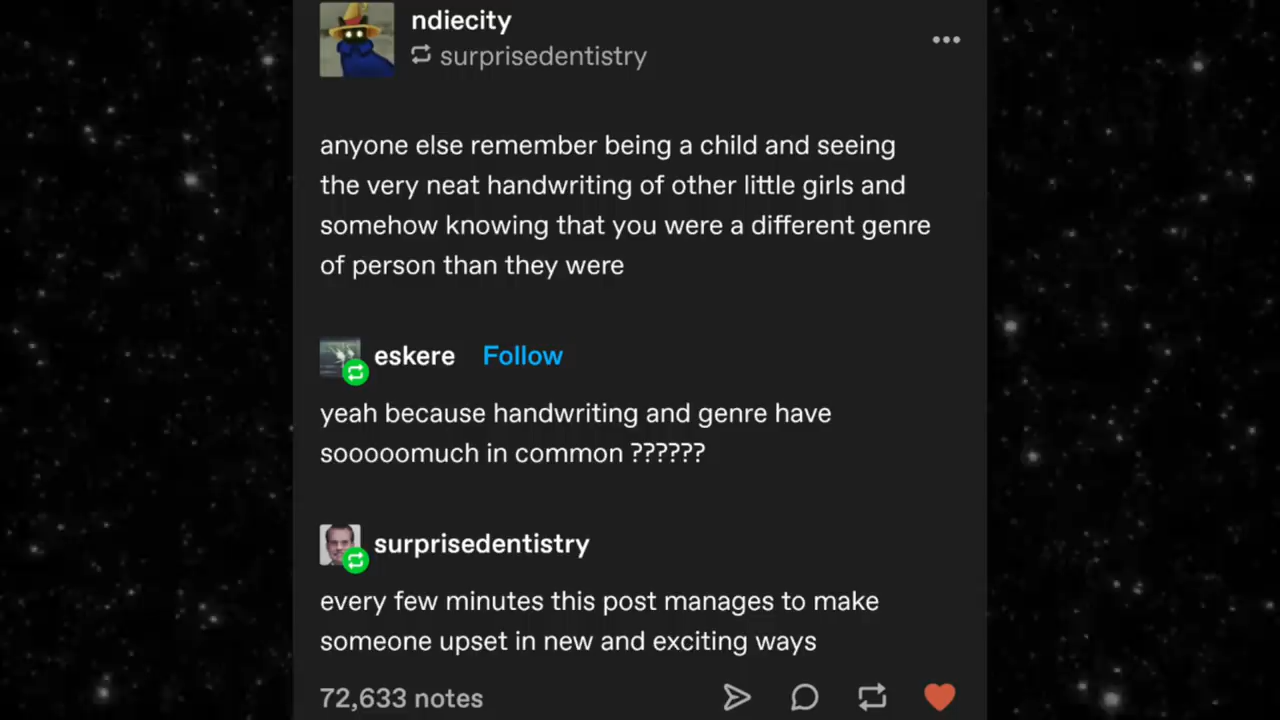 ndiecity
surprisedentistry
anyone else remember being a child and seeing
the very neat handwriting of other little girls and
somehow knowing that you were a different genre
of person than they were
eskere Follow
yeah because handwriting and genre have
sooooomuch in common ??????
surprisedentistry
every few minutes this post manages to make
someone upset in new and exciting ways
72,633 notes